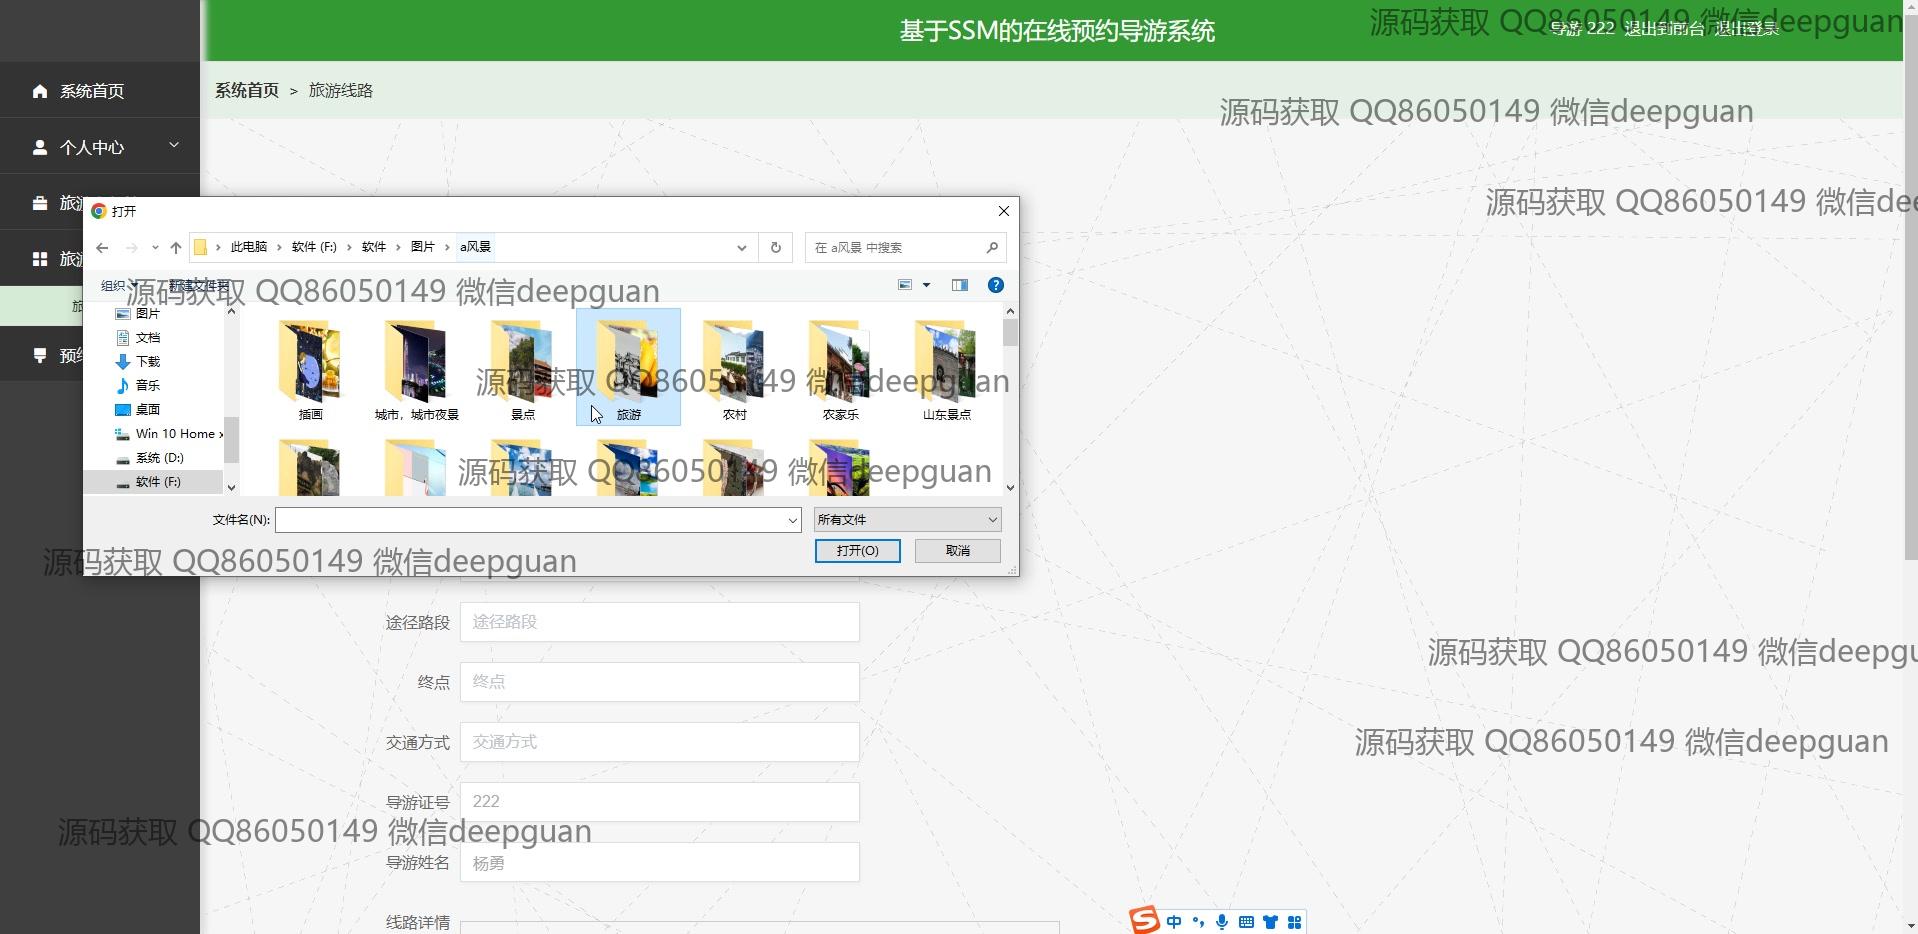 基于SSM的在线预约导游系统
导游 222 退出到前台 退出登录
源码获取 QQ86050149 微信deepguan
系统首页
个人中心
旅游
旅游
旅
预约
系统首页 > 旅游线路
源码获取 QQ86050149 微信deepguan
源码获取 QQ86050149 微信dee
打开
此电脑 > 软件 (F:) > 软件 > 图片 > a风景
在 a风景 中搜索
组织 新建文件夹
源码获取 QQ86050149 微信deepguan
图片
文档
下载
音乐
桌面
Win 10 Home x
系统 (D:)
软件 (F:)
插画
城市，城市夜景
景点
旅游
农村
农家乐
山东景点
源码获取 QQ86050149 微信deepguan
源码获取 QQ86050149 微信deepguan
文件名(N):
所有文件
打开(O)
取消
源码获取 QQ86050149 微信deepguan
途径路段 途径路段
源码获取 QQ86050149 微信deepgu
终点 终点
交通方式 交通方式
源码获取 QQ86050149 微信deepguan
导游证号 222
源码获取 QQ86050149 微信deepguan
导游姓名 杨勇
线路详情
中